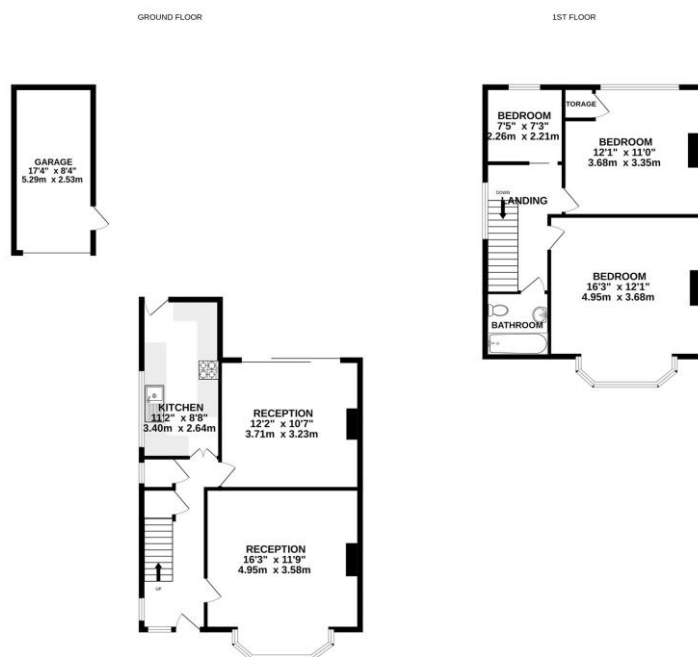 GROUND FLOOR
GARAGE
17'4" x 8'4"
5.29m x 2.53m
KITCHEN
11'2" x 8'8"
3.40m x 2.64m
RECEPTION
12'2" x 10'7"
3.71m x 3.23m
UP
RECEPTION
16'3" x 11'9"
4.95m x 3.58m
1ST FLOOR
BEDROOM
7'5" x 7'3"
2.26m x 2.21m
TORAGE
BEDROOM
12'1" x 11'0"
3.68m x 3.35m
DOWN
LANDING
BEDROOM
16'3" x 12'1"
4.95m x 3.68m
BATHROOM